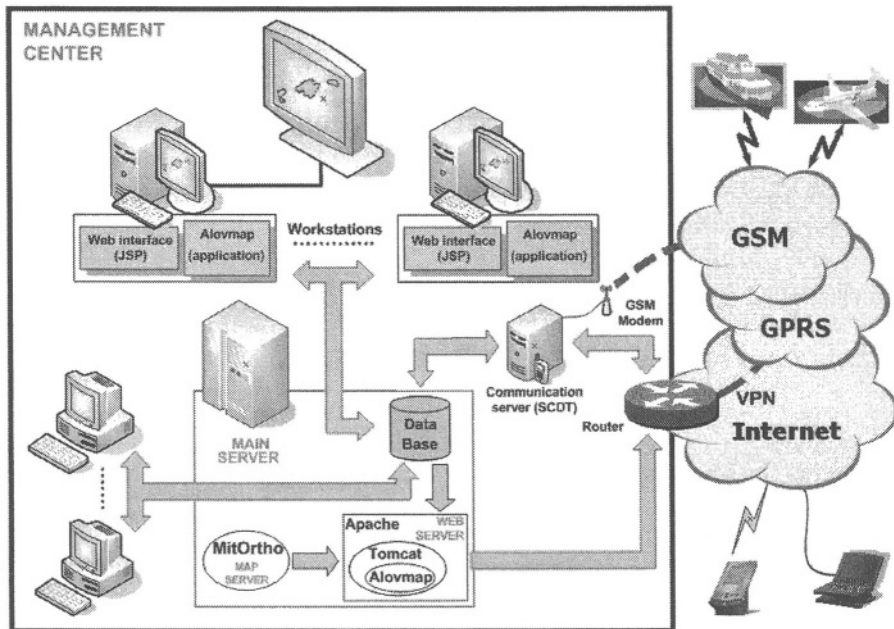 MANAGEMENT
CENTER
Web interface
(JSP)
Alovmap
(application)
Workstations
Web interface
(JSP)
Alovmap
(application)
GSM
GSM
Modern
GPRS
Communication
server (SCDT)
Router
VPN
Internet
MAIN
SERVER
Data
Base
Apache
WEB
SERVER
MitOrtho
MAP
SERVER
Tomcat
Alovmap